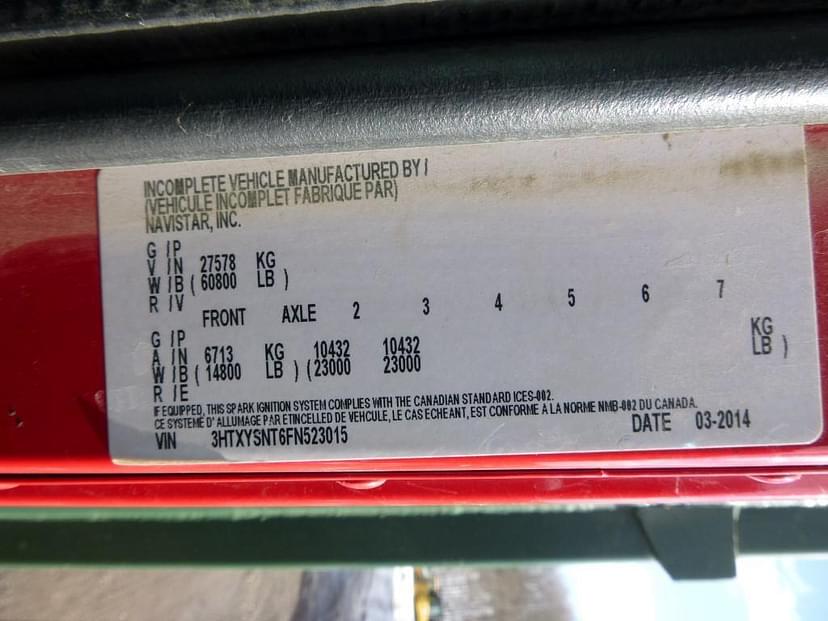 INCOMPLETE VEHICLE MANUFACTURED BY /
(VEHICULE INCOMPLET FABRIQUE PAR)
NAVISTAR, INC.
G /P
V /N 27578 KG
W /B ( 60800 LB )
R /V
FRONT AXLE 2 3 4 5 6 7
G /P
A /N 6713 KG 10432 10432 KG
W /B ( 14800 LB ) ( 23000 23000 LB )
R /E
IF EQUIPPED, THIS SPARK IGNITION SYSTEM COMPLIES WITH THE CANADIAN STANDARD ICES-002.
CE SYSTEME D' ALLUMAGE PAR ETINCELLED DE VEHICULE, LE CAS ECHEANT, EST CONFORME A LA NORME NMB-002 DU CANADA.
VIN 3HTXYSNT6FN523015 DATE 03-2014